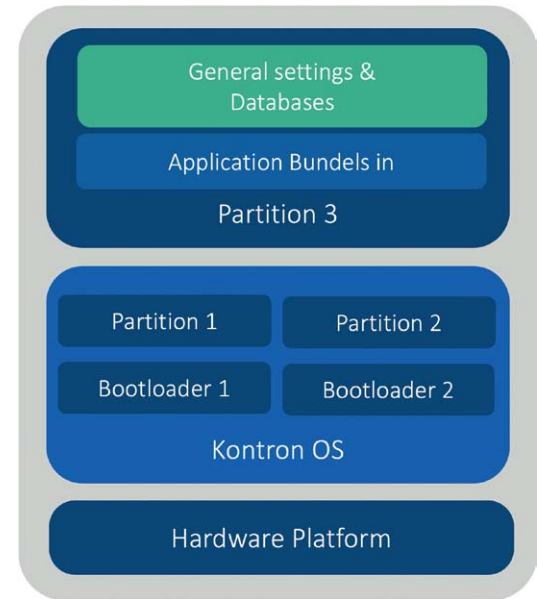 General settings &
Databases
Application Bundels in
Partition 3
Partition 1
Partition 2
Bootloader 1
Bootloader 2
Kontron OS
Hardware Platform